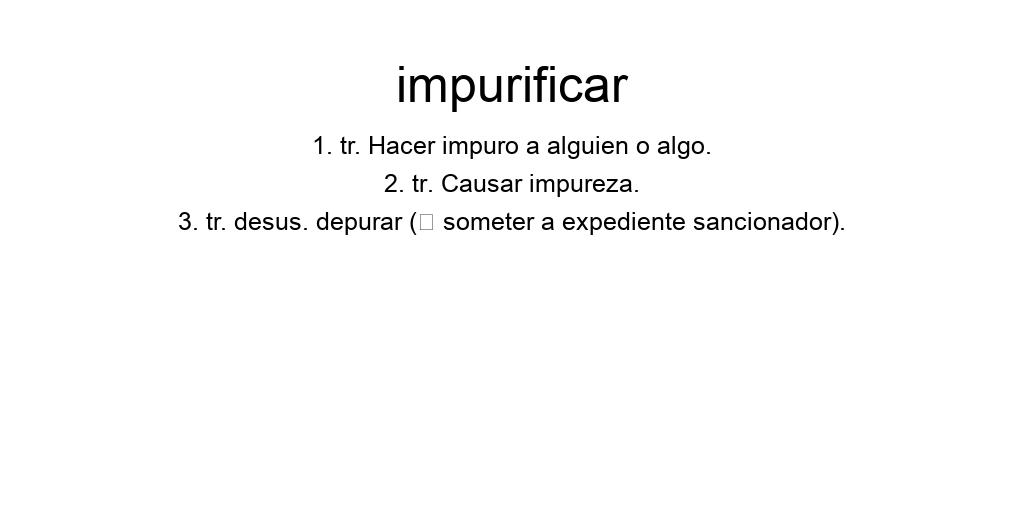 impurificar
1. tr. Hacer impuro a alguien o algo.
2. tr. Causar impureza.
3. tr. desus. depurar (□ someter a expediente sancionador).